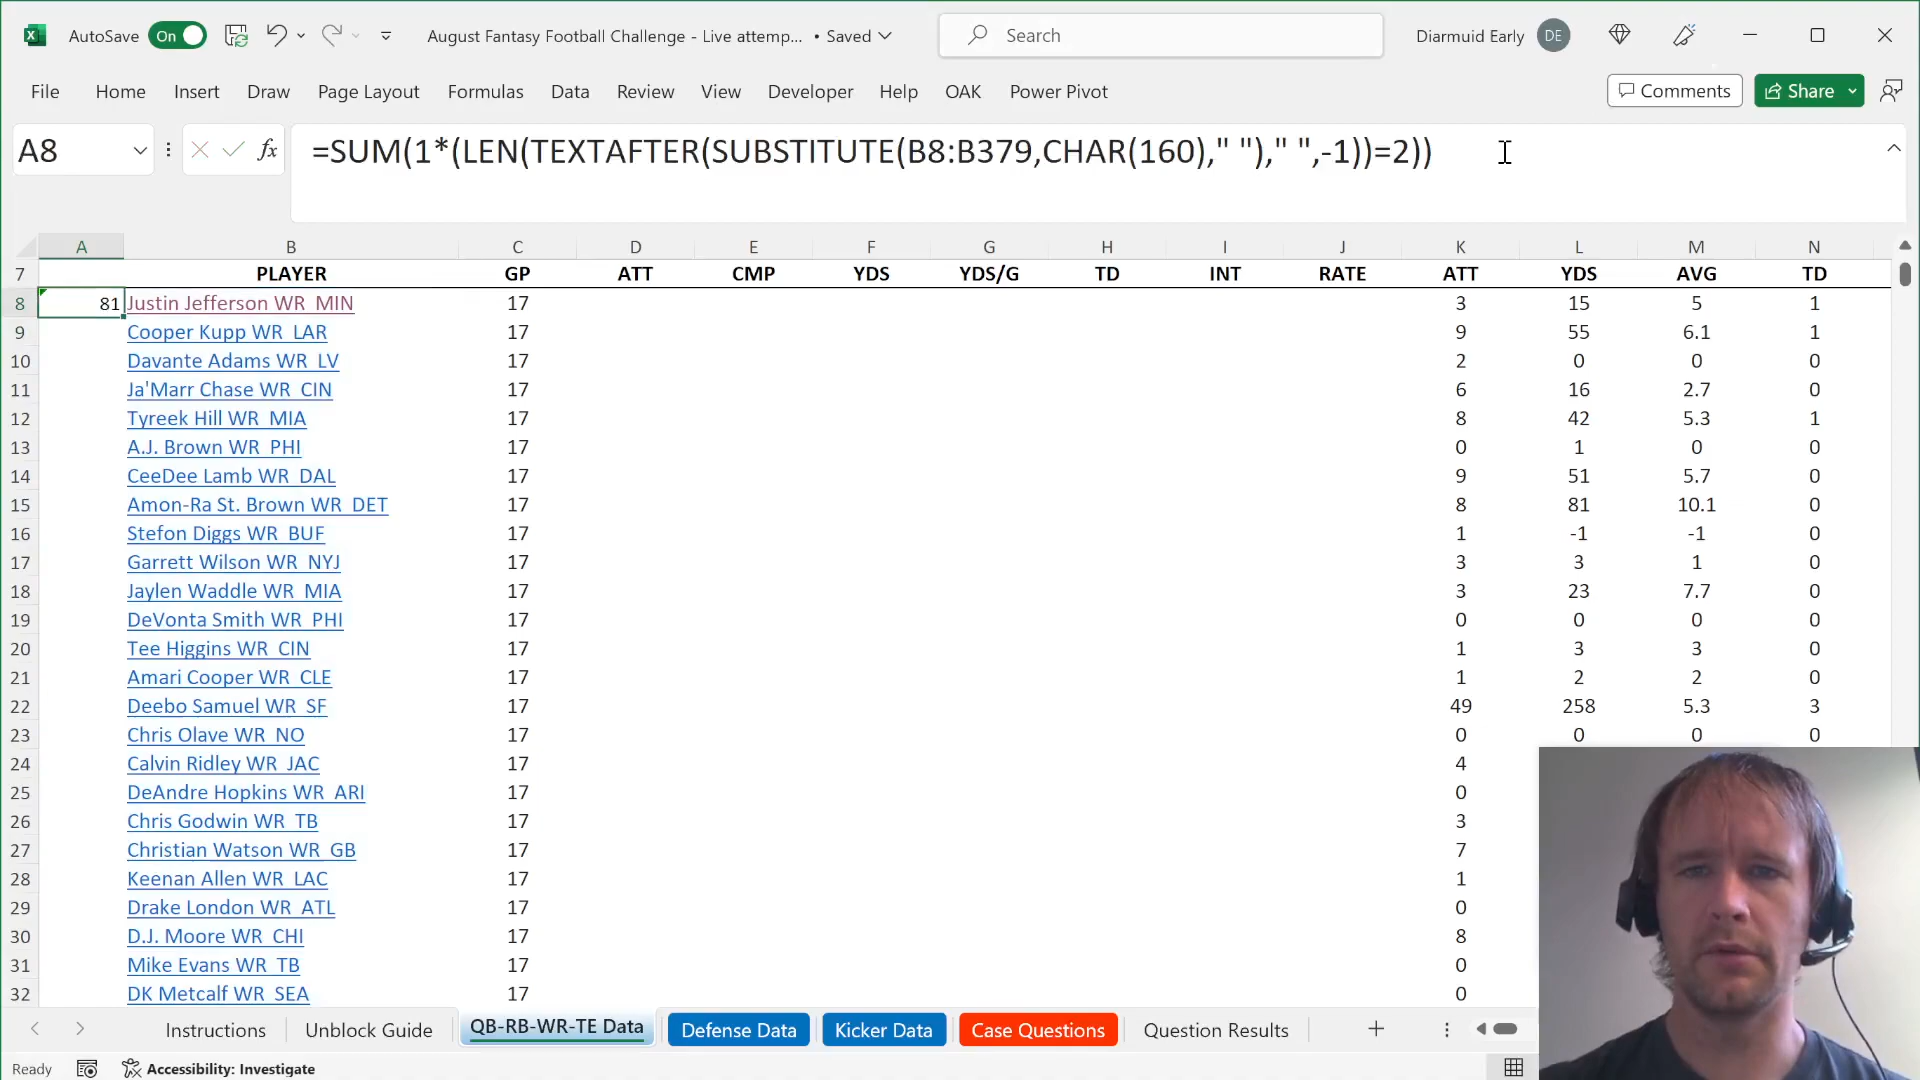 AutoSave On August Fantasy Football Challenge - Live attemp... • Saved Search Diarmuid Early DE
File Home Insert Draw Page Layout Formulas Data Review View Developer Help OAK Power Pivot Comments Share
A8 fx =SUM(1*(LEN(TEXTAFTER(SUBSTITUTE(B8:B379,CHAR(160)," ")," ",-1))=2))
A B C D E F G H I J K L M N
7 PLAYER GP ATT CMP YDS YDS/G TD INT RATE ATT YDS AVG TD
8 81 Justin Jefferson WR MIN 17 3 15 5 1
9 Cooper Kupp WR LAR 17 9 55 6.1 1
10 Davante Adams WR LV 17 2 0 0 0
11 Ja'Marr Chase WR CIN 17 6 16 2.7 0
12 Tyreek Hill WR MIA 17 8 42 5.3 1
13 A.J. Brown WR PHI 17 0 1 0 0
14 CeeDee Lamb WR DAL 17 9 51 5.7 0
15 Amon-Ra St. Brown WR DET 17 8 81 10.1 0
16 Stefon Diggs WR BUF 17 1 -1 -1 0
17 Garrett Wilson WR NYJ 17 3 3 1 0
18 Jaylen Waddle WR MIA 17 3 23 7.7 0
19 DeVonta Smith WR PHI 17 0 0 0 0
20 Tee Higgins WR CIN 17 1 3 3 0
21 Amari Cooper WR CLE 17 1 2 2 0
22 Deebo Samuel WR SF 17 49 258 5.3 3
23 Chris Olave WR NO 17 0 0 0 0
24 Calvin Ridley WR JAC 17 4
25 DeAndre Hopkins WR ARI 17 0
26 Chris Godwin WR TB 17 3
27 Christian Watson WR GB 17 7
28 Keenan Allen WR LAC 17 1
29 Drake London WR ATL 17 0
30 D.J. Moore WR CHI 17 8
31 Mike Evans WR TB 17 0
32 DK Metcalf WR SEA 17 0
Instructions Unblock Guide QB-RB-WR-TE Data Defense Data Kicker Data Case Questions Question Results
Ready Accessibility: Investigate